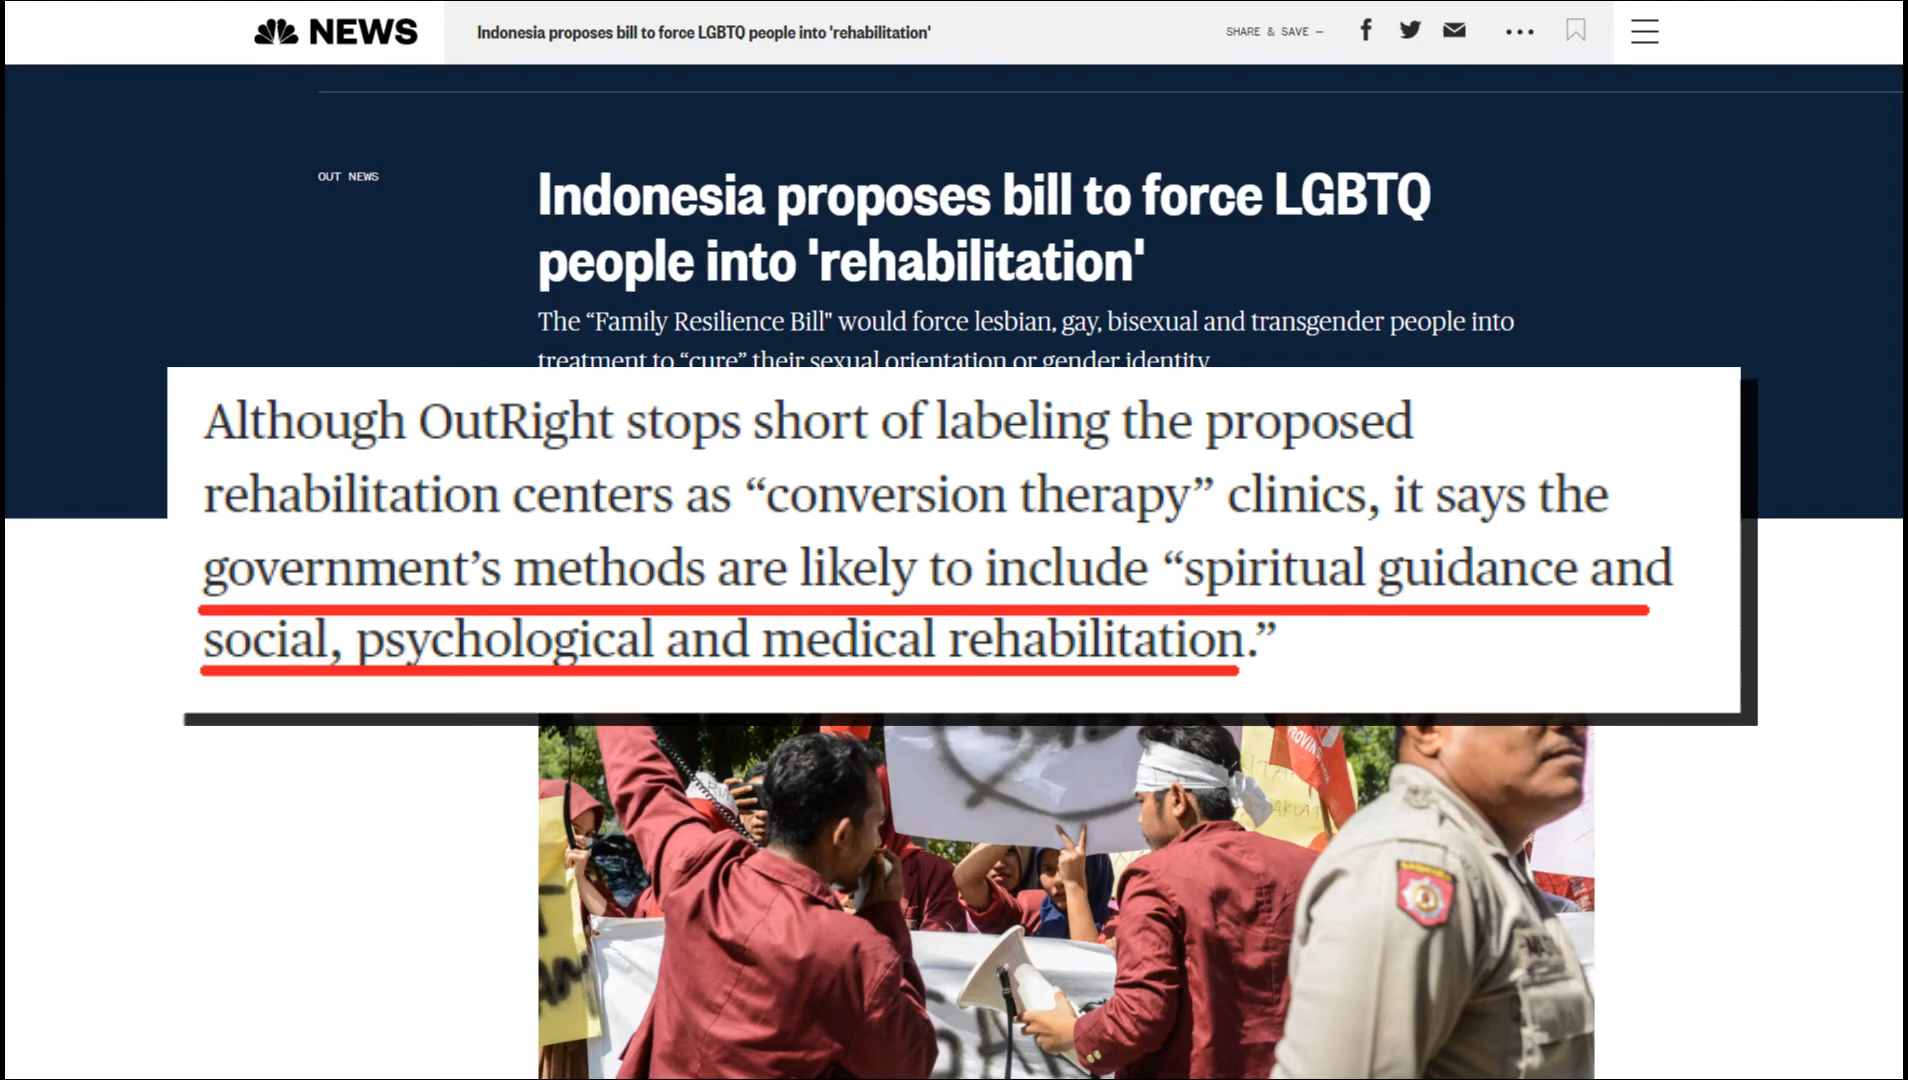 NEWS
Indonesia proposes bill to force LGBTQ people into 'rehabilitation'
SHARE & SAVE —
OUT NEWS
Indonesia proposes bill to force LGBTQ
people into 'rehabilitation'
The “Family Resilience Bill" would force lesbian, gay, bisexual and transgender people into
treatment to “cure” their sexual orientation or gender identity
Although OutRight stops short of labeling the proposed
rehabilitation centers as “conversion therapy” clinics, it says the
government’s methods are likely to include “spiritual guidance and
social, psychological and medical rehabilitation.”